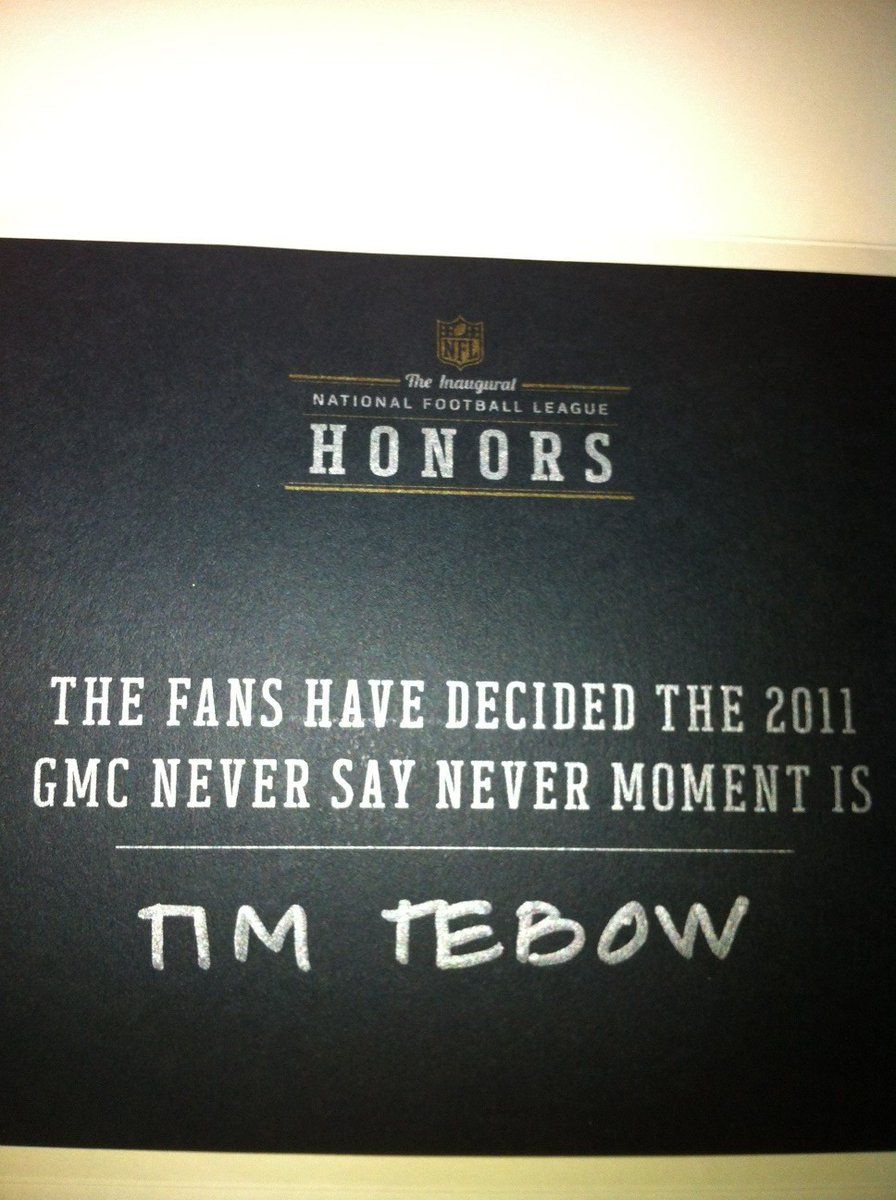 NFL
The Inaugural
NATIONAL FOOTBALL LEAGUE
HONORS
THE FANS HAVE DECIDED THE 2011
GMC NEVER SAY NEVER MOMENT IS
TIM TEBOW